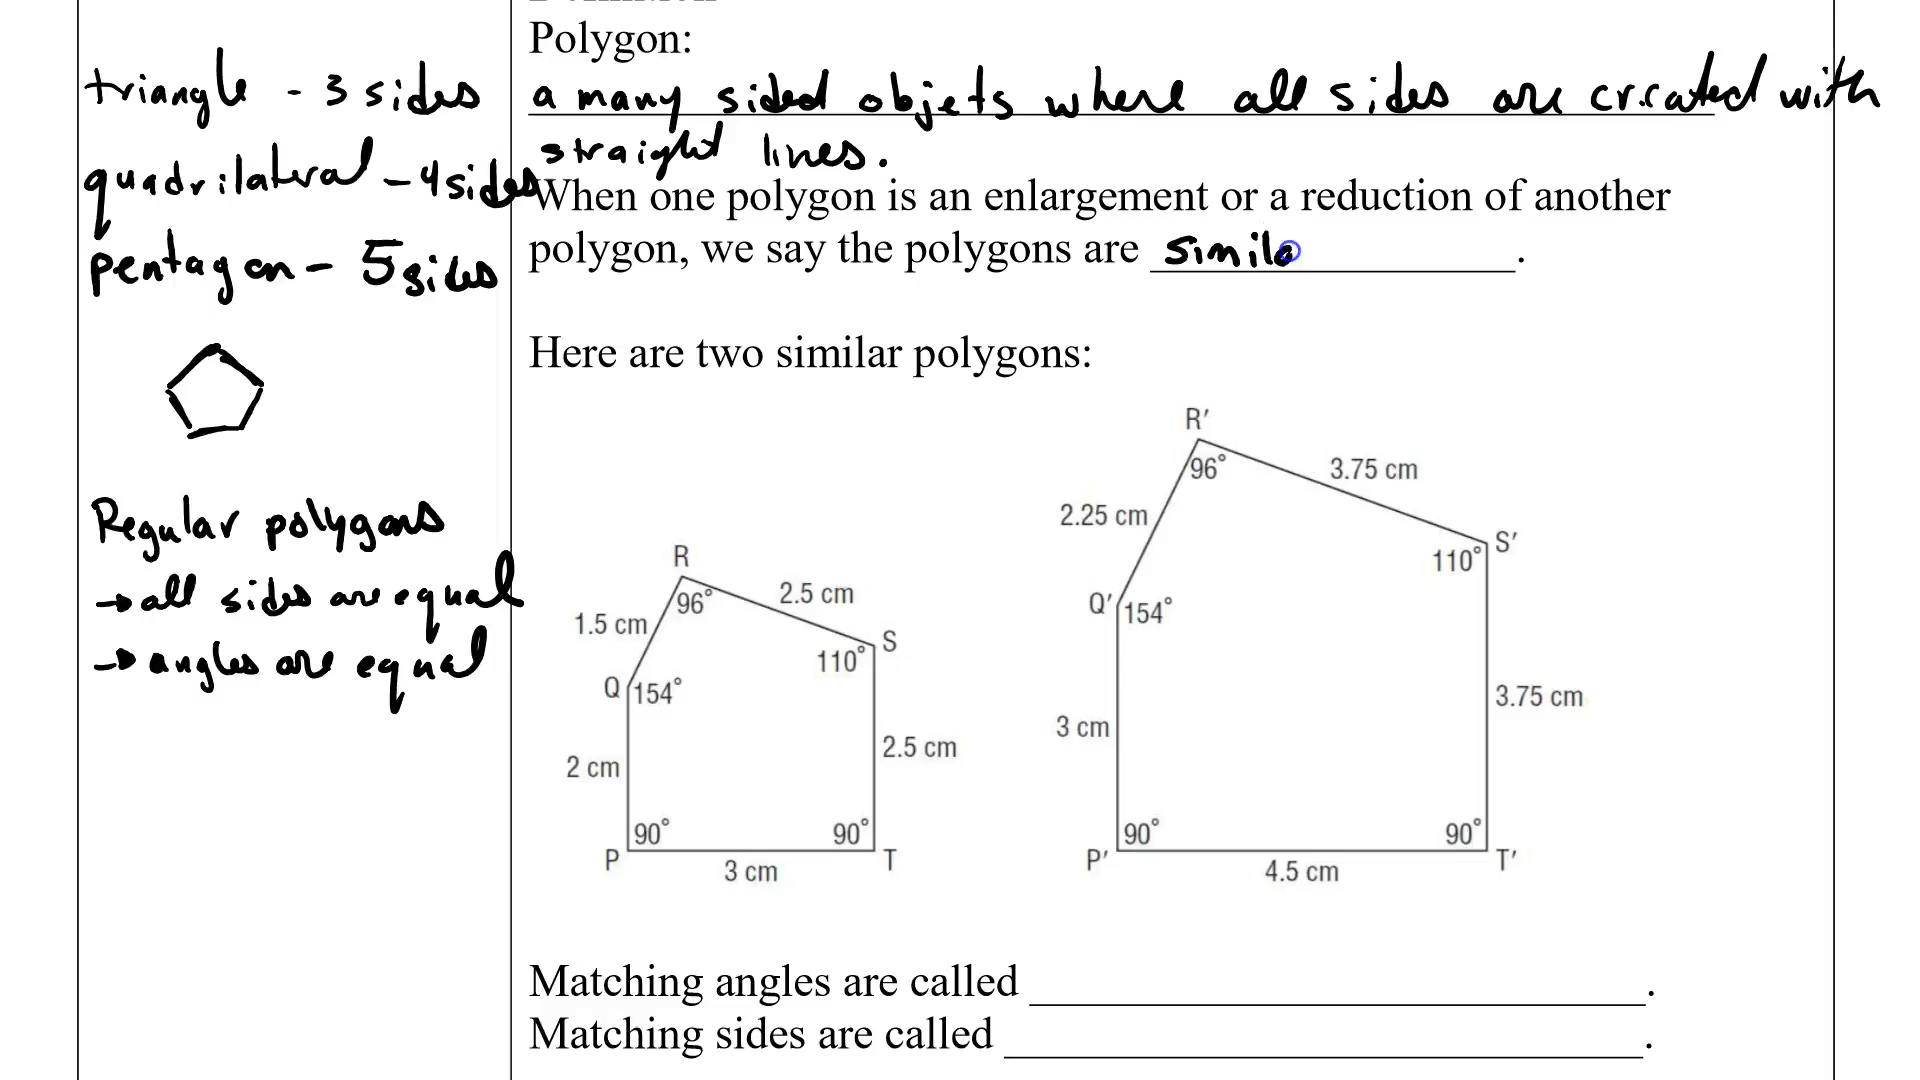 triangle - 3 sides
quadrilateral - 4 sides
pentagon - 5 sides
Regular polygons
→ all sides are equal
→ angles are equal
Polygon:
a many sided objets where all sides are created with
straight lines.
When one polygon is an enlargement or a reduction of another
polygon, we say the polygons are simila.
Here are two similar polygons:
R
96°
2.5 cm
1.5 cm
S
110°
Q
154°
2.5 cm
2 cm
90°
90°
P
T
3 cm
R′
96°
3.75 cm
2.25 cm
S′
110°
Q′
154°
3.75 cm
3 cm
90°
90°
P′
T′
4.5 cm
Matching angles are called ____________________.
Matching sides are called ____________________.